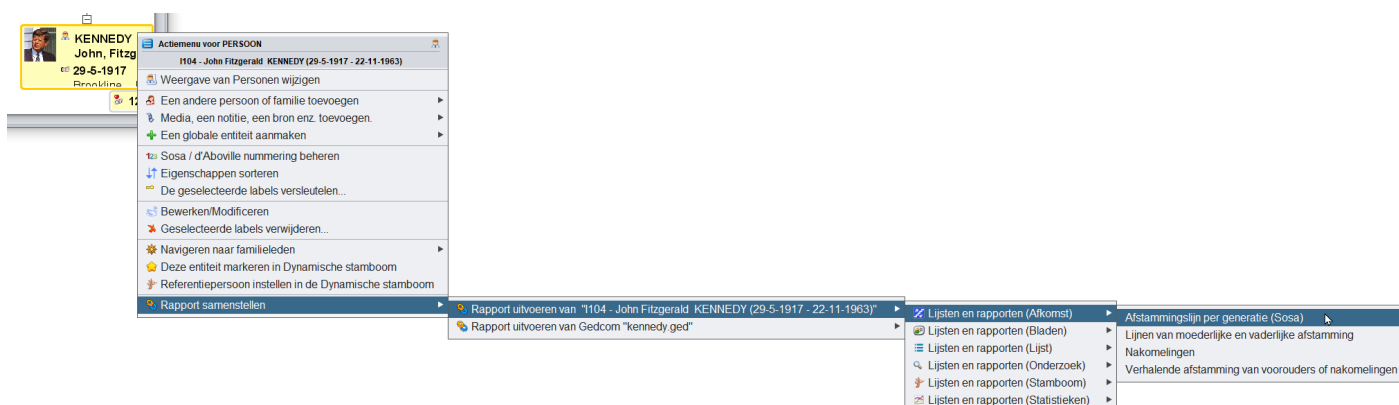 KENNEDY
John, Fitzg
29-5-1917
Brookline,
12
Actiemenu voor PERSOON
I104 - John Fitzgerald KENNEDY (29-5-1917 - 22-11-1963)
Weergave van Personen wijzigen
Een andere persoon of familie toevoegen
Media, een notitie, een bron enz. toevoegen.
Een globale entiteit aanmaken
123 Sosa / d'Aboville nummering beheren
Eigenschappen sorteren
De geselecteerde labels versleutelen...
Bewerken/Modificeren
Geselecteerde labels verwijderen...
Navigeren naar familieleden
Deze entiteit markeren in Dynamische stamboom
Referentiepersoon instellen in de Dynamische stamboom
Rapport samenstellen
Rapport uitvoeren van "I104 - John Fitzgerald KENNEDY (29-5-1917 - 22-11-1963)"
Rapport uitvoeren van Gedcom "kennedy.ged"
Lijsten en rapporten (Afkomst)
Lijsten en rapporten (Bladen)
Lijsten en rapporten (Lijst)
Lijsten en rapporten (Onderzoek)
Lijsten en rapporten (Stamboom)
Lijsten en rapporten (Statistieken)
Afstammingslijn per generatie (Sosa)
Lijnen van moederlijke en vaderlijke afstamming
Nakomelingen
Verhalende afstamming van voorouders of nakomelingen